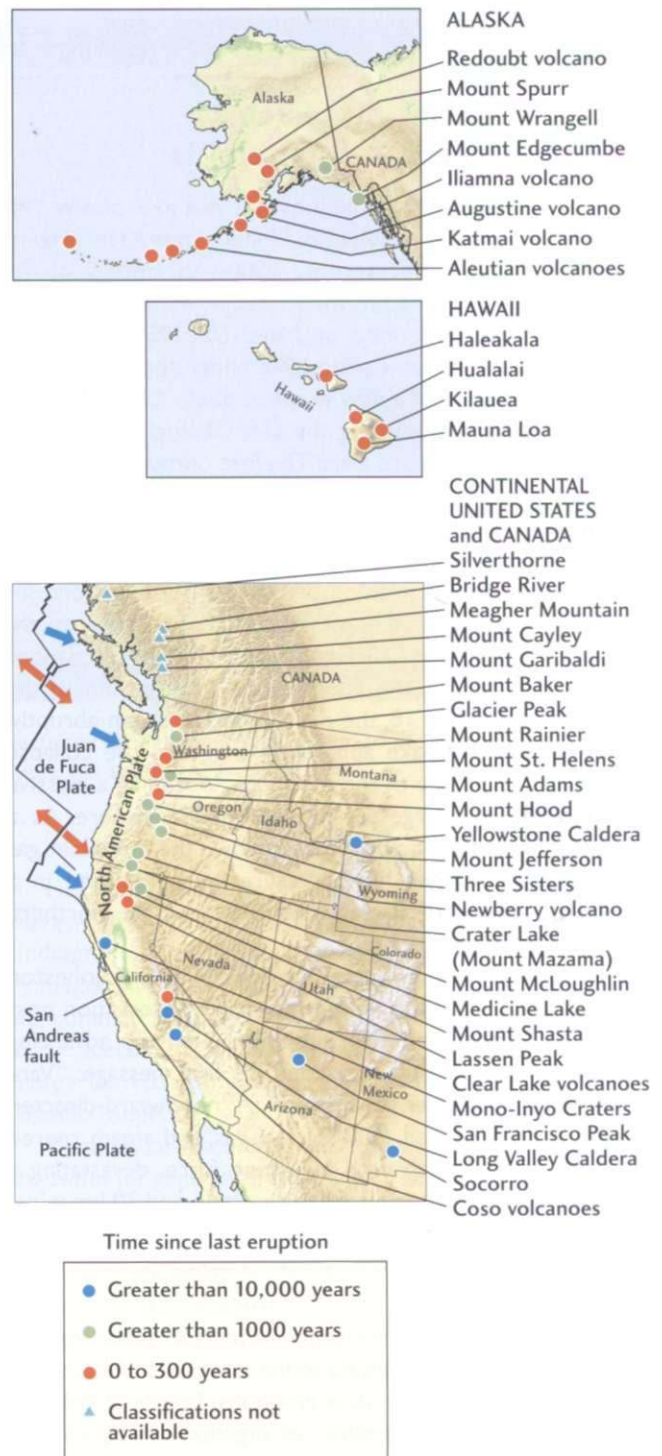 ALASKA
Redoubt volcano
Mount Spurr
Mount Wrangell
Mount Edgecumbe
Iliamna volcano
Augustine volcano
Katmai volcano
Aleutian volcanoes
Alaska
CANADA
HAWAII
Haleakala
Hualalai
Kilauea
Mauna Loa
Hawaii
CONTINENTAL
UNITED STATES
and CANADA
Silverthorne
Bridge River
Meagher Mountain
Mount Cayley
Mount Garibaldi
Mount Baker
Glacier Peak
Mount Rainier
Mount St. Helens
Mount Adams
Mount Hood
Yellowstone Caldera
Mount Jefferson
Three Sisters
Newberry volcano
Crater Lake
(Mount Mazama)
Mount McLoughlin
Medicine Lake
Mount Shasta
Lassen Peak
Clear Lake volcanoes
Mono-Inyo Craters
San Francisco Peak
Long Valley Caldera
Socorro
Coso volcanoes
CANADA
Juan
de Fuca
Plate
North American Plate
Washington
Montana
Oregon
Idaho
Wyoming
Nevada
Colorado
California
Utah
San
Andreas
fault
New
Mexico
Arizona
Pacific Plate
Time since last eruption
Greater than 10,000 years
Greater than 1000 years
0 to 300 years
Classifications not
available